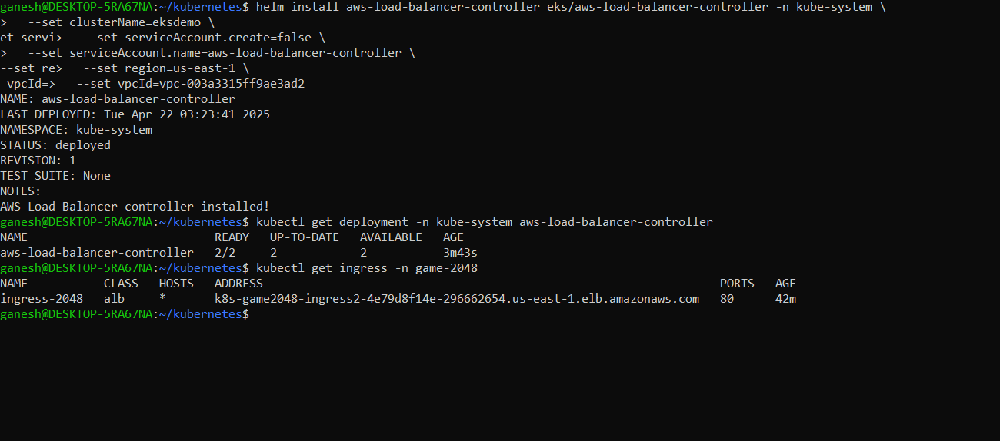 ganesh@DESKTOP-5RA67NA:~/kubernetes$ helm install aws-load-balancer-controller eks/aws-load-balancer-controller -n kube-system \
>   --set clusterName=eksdemo \
et servi>   --set serviceAccount.create=false \
>   --set serviceAccount.name=aws-load-balancer-controller \
--set re>   --set region=us-east-1 \
 vpcId=>   --set vpcId=vpc-003a3315ff9ae3ad2
NAME: aws-load-balancer-controller
LAST DEPLOYED: Tue Apr 22 03:23:41 2025
NAMESPACE: kube-system
STATUS: deployed
REVISION: 1
TEST SUITE: None
NOTES:
AWS Load Balancer controller installed!
ganesh@DESKTOP-5RA67NA:~/kubernetes$ kubectl get deployment -n kube-system aws-load-balancer-controller
NAME                           READY   UP-TO-DATE   AVAILABLE   AGE
aws-load-balancer-controller   2/2     2            2           3m43s
ganesh@DESKTOP-5RA67NA:~/kubernetes$ kubectl get ingress -n game-2048
NAME           CLASS   HOSTS   ADDRESS                                                                  PORTS   AGE
ingress-2048   alb     *       k8s-game2048-ingress2-4e79d8f14e-296662654.us-east-1.elb.amazonaws.com   80      42m
ganesh@DESKTOP-5RA67NA:~/kubernetes$